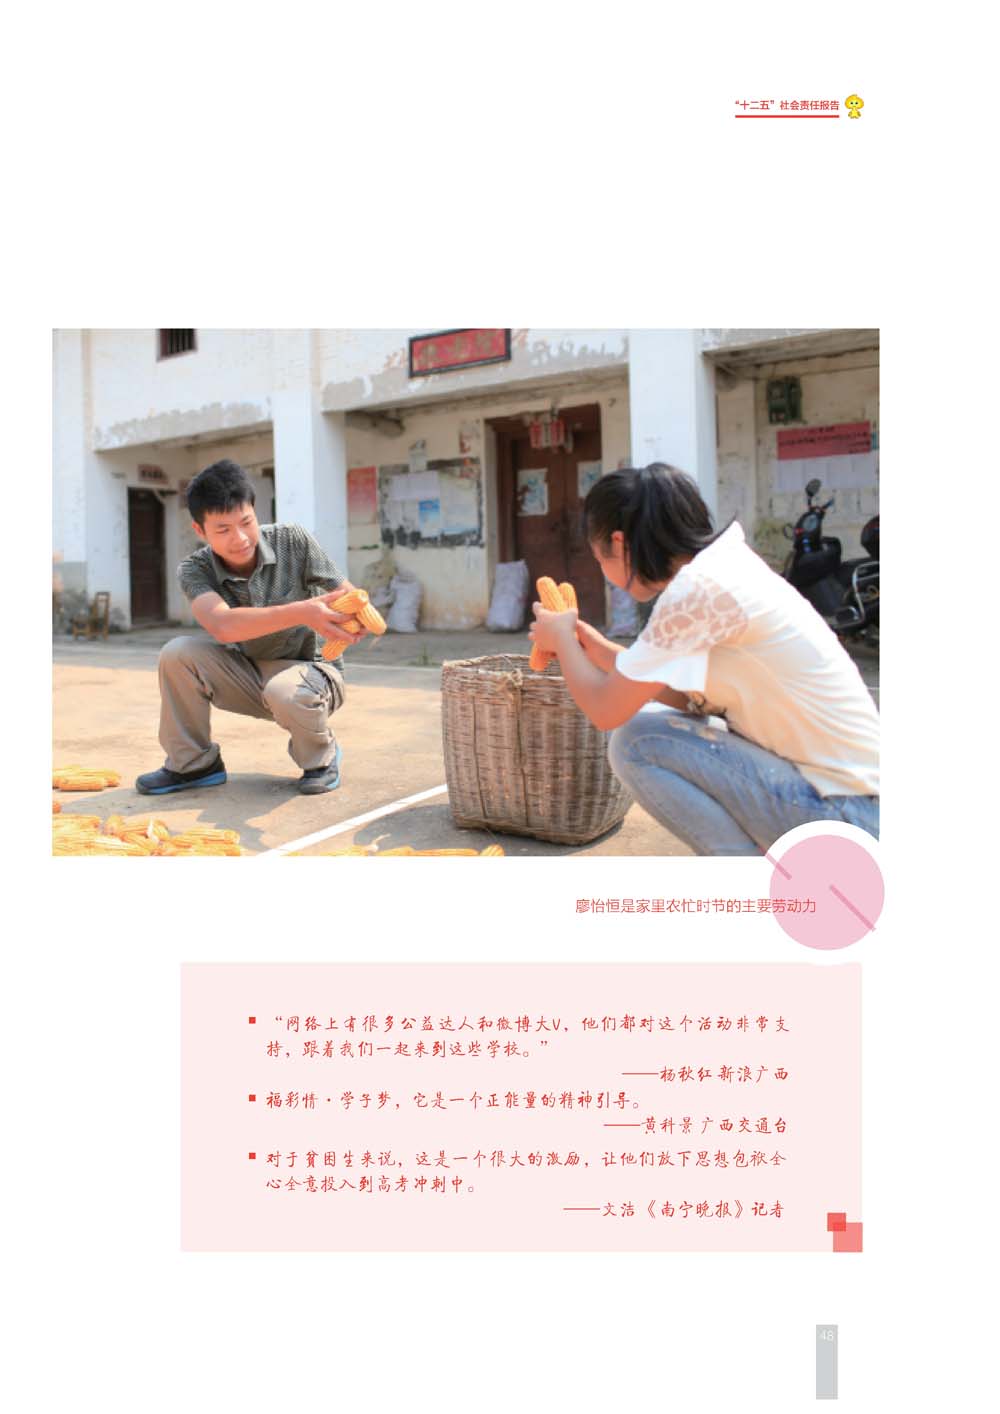 “十二五”社会责任报告
廖怡恒是家里农忙时节的主要劳动力
“网络上有很多公益达人和微博大V，他们都对这个活动非常支
持，跟着我们一起来到这些学校。”
——杨秋红 新浪广西
福彩情·学子梦，它是一个正能量的精神引导。
——黄科景 广西交通台
对于贫困生来说，这是一个很大的激励，让他们放下思想包袱全
心全意投入到高考冲刺中。
——文洁《南宁晚报》记者
48